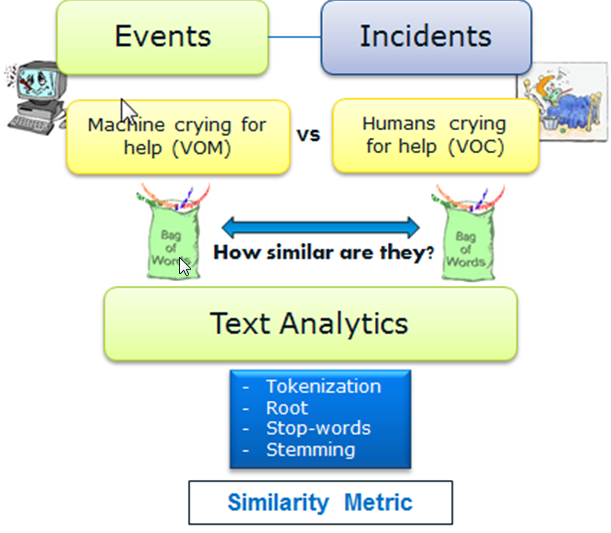 Events
Incidents
Machine crying for
help (VOM)
vs
Humans crying
for help (VOC)
Bag
of
Words
How similar are they?
Bag
of
Words
Text Analytics
- Tokenization
- Root
- Stop-words
- Stemming
Similarity Metric